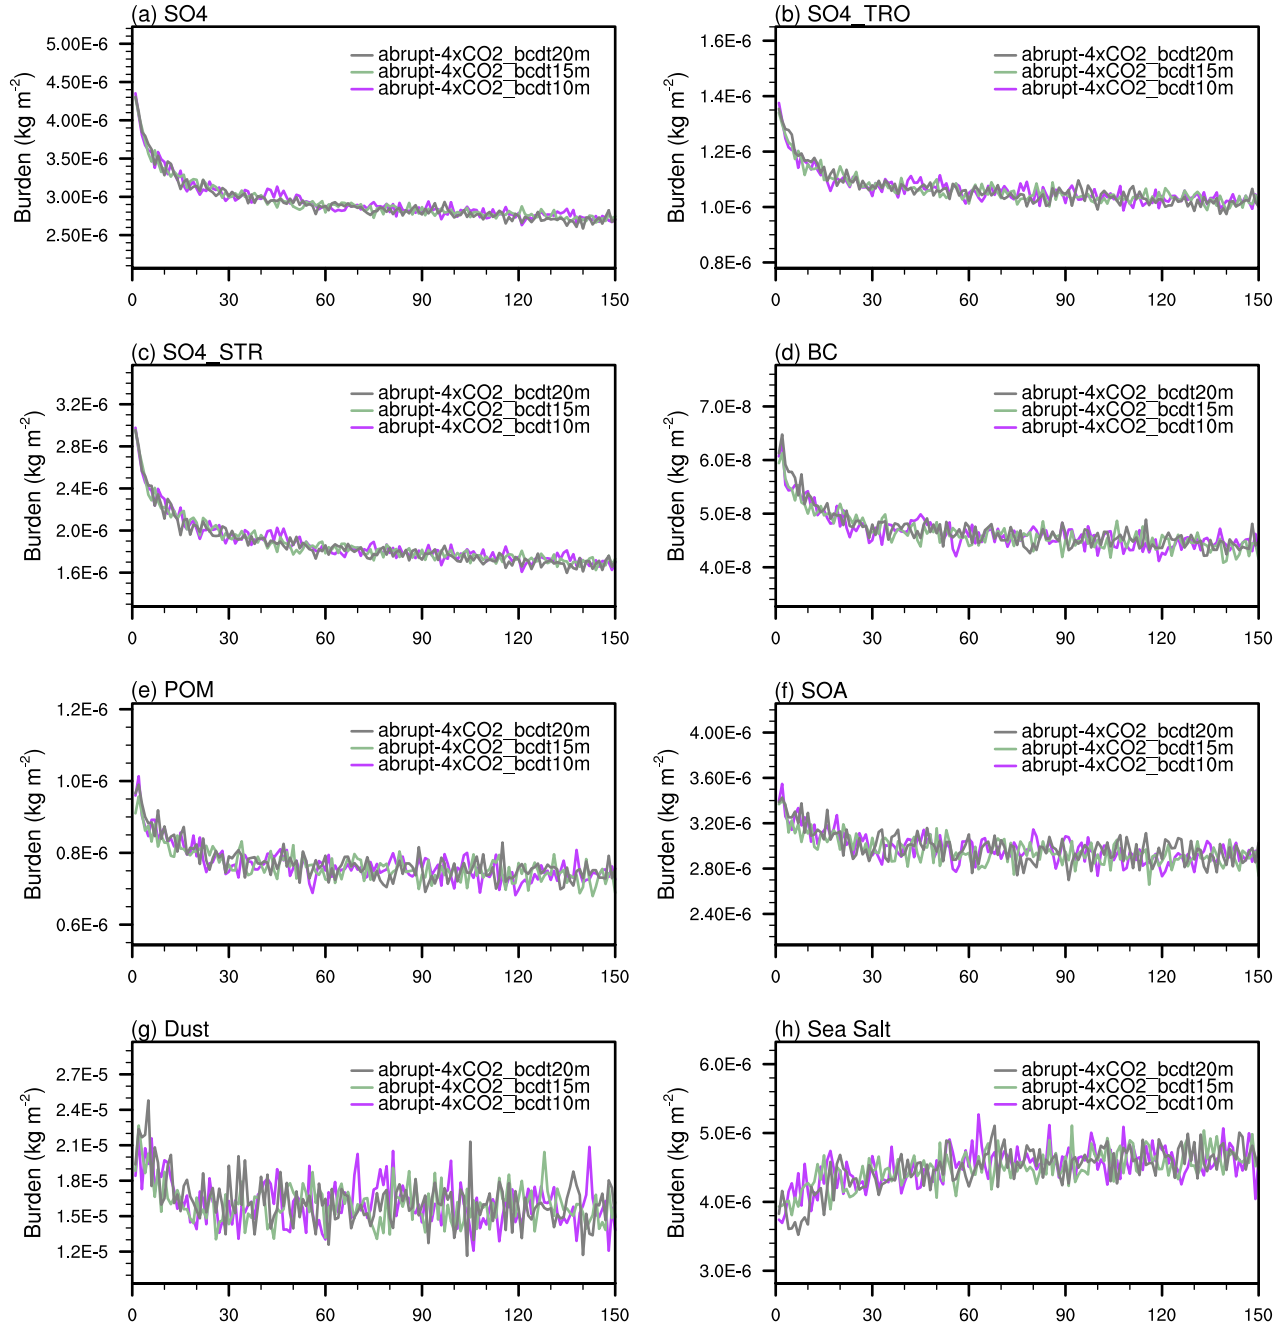 (a) SO4
5.00E-6
4.50E-6
4.00E-6
3.50E-6
3.00E-6
2.50E-6
Burden (kg m-2)
abrupt-4xCO2_bcdt20m
abrupt-4xCO2_bcdt15m
abrupt-4xCO2_bcdt10m
0 30 60 90 120 150
(b) SO4_TRO
1.6E-6
1.4E-6
1.2E-6
1.0E-6
0.8E-6
Burden (kg m-2)
abrupt-4xCO2_bcdt20m
abrupt-4xCO2_bcdt15m
abrupt-4xCO2_bcdt10m
0 30 60 90 120 150
(c) SO4_STR
3.2E-6
2.8E-6
2.4E-6
2.0E-6
1.6E-6
Burden (kg m-2)
abrupt-4xCO2_bcdt20m
abrupt-4xCO2_bcdt15m
abrupt-4xCO2_bcdt10m
0 30 60 90 120 150
(d) BC
7.0E-8
6.0E-8
5.0E-8
4.0E-8
Burden (kg m-2)
abrupt-4xCO2_bcdt20m
abrupt-4xCO2_bcdt15m
abrupt-4xCO2_bcdt10m
0 30 60 90 120 150
(e) POM
1.2E-6
1.0E-6
0.8E-6
0.6E-6
Burden (kg m-2)
abrupt-4xCO2_bcdt20m
abrupt-4xCO2_bcdt15m
abrupt-4xCO2_bcdt10m
0 30 60 90 120 150
(f) SOA
4.00E-6
3.60E-6
3.20E-6
2.80E-6
2.40E-6
Burden (kg m-2)
abrupt-4xCO2_bcdt20m
abrupt-4xCO2_bcdt15m
abrupt-4xCO2_bcdt10m
0 30 60 90 120 150
(g) Dust
2.7E-5
2.4E-5
2.1E-5
1.8E-5
1.5E-5
1.2E-5
Burden (kg m-2)
abrupt-4xCO2_bcdt20m
abrupt-4xCO2_bcdt15m
abrupt-4xCO2_bcdt10m
0 30 60 90 120 150
(h) Sea Salt
6.0E-6
5.0E-6
4.0E-6
3.0E-6
Burden (kg m-2)
abrupt-4xCO2_bcdt20m
abrupt-4xCO2_bcdt15m
abrupt-4xCO2_bcdt10m
0 30 60 90 120 150